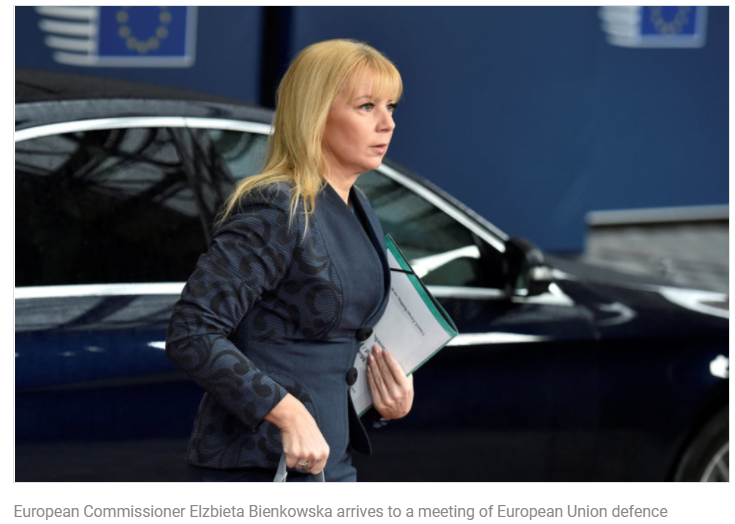 European Commissioner Elzbieta Bienkowska arrives to a meeting of European Union defence